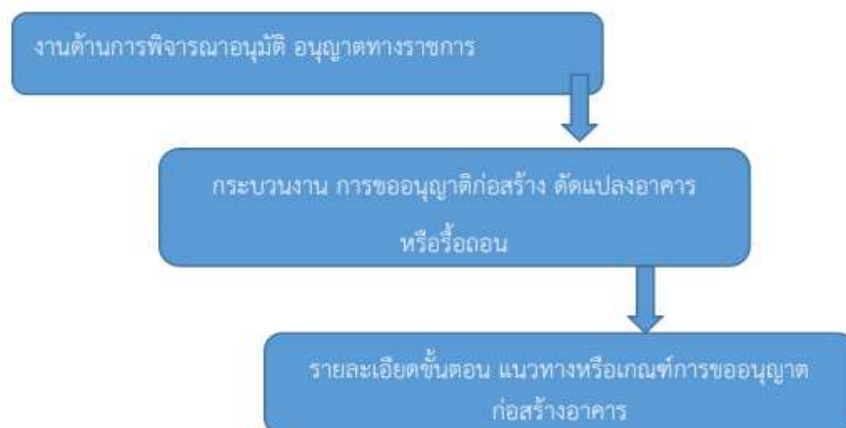 งานด้านการพิจารณาอนุมัติ อนุญาตทางราชการ
กระบวนงาน การขออนุญาติก่อสร้าง ดัดแปลงอาคาร
หรือรื้อถอน
รายละเอียดขั้นตอน แนวทางหรือเกณฑ์การขออนุญาต
ก่อสร้างอาคาร